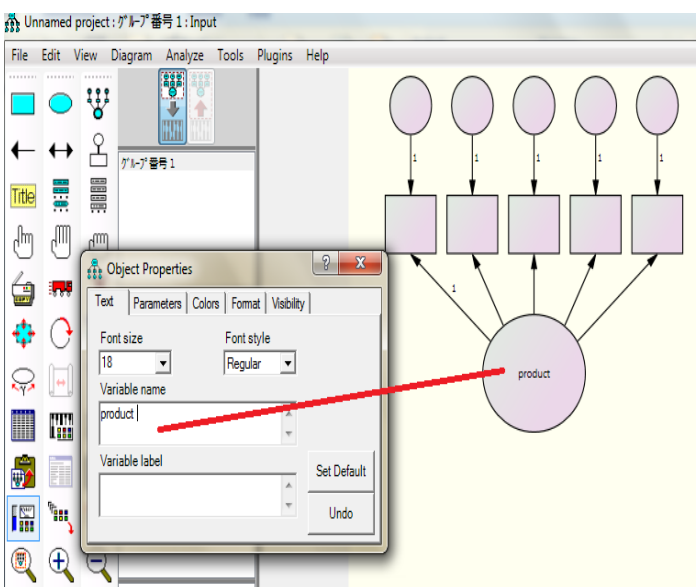 Unnamed project : ｸﾞﾙｰﾌﾟ番号 1 : Input
File Edit View Diagram Analyze Tools Plugins Help
Title
ｸﾞﾙｰﾌﾟ番号 1
1 1 1 1 1
1
product
Object Properties
Text Parameters Colors Format Visibility
Font size Font style
18 Regular
Variable name
product
Variable label
Set Default
Undo